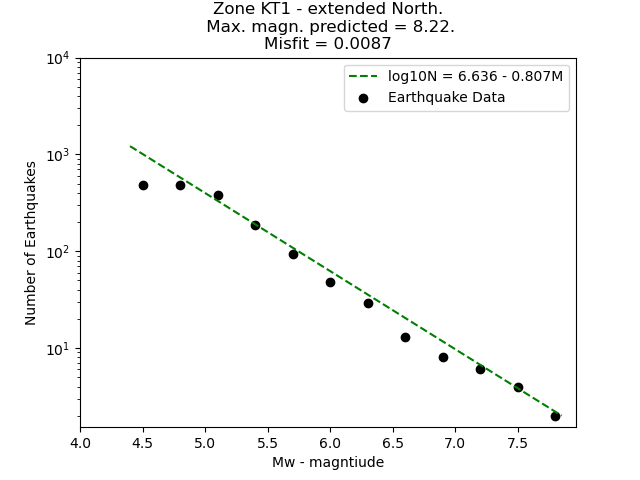 Zone KT1 - extended North.
Max. magn. predicted = 8.22.
Misfit = 0.0087
log10N = 6.636 - 0.807M
Earthquake Data
Number of Earthquakes
10^4
10^3
10^2
10^1
4.0 4.5 5.0 5.5 6.0 6.5 7.0 7.5
Mw - magntiude